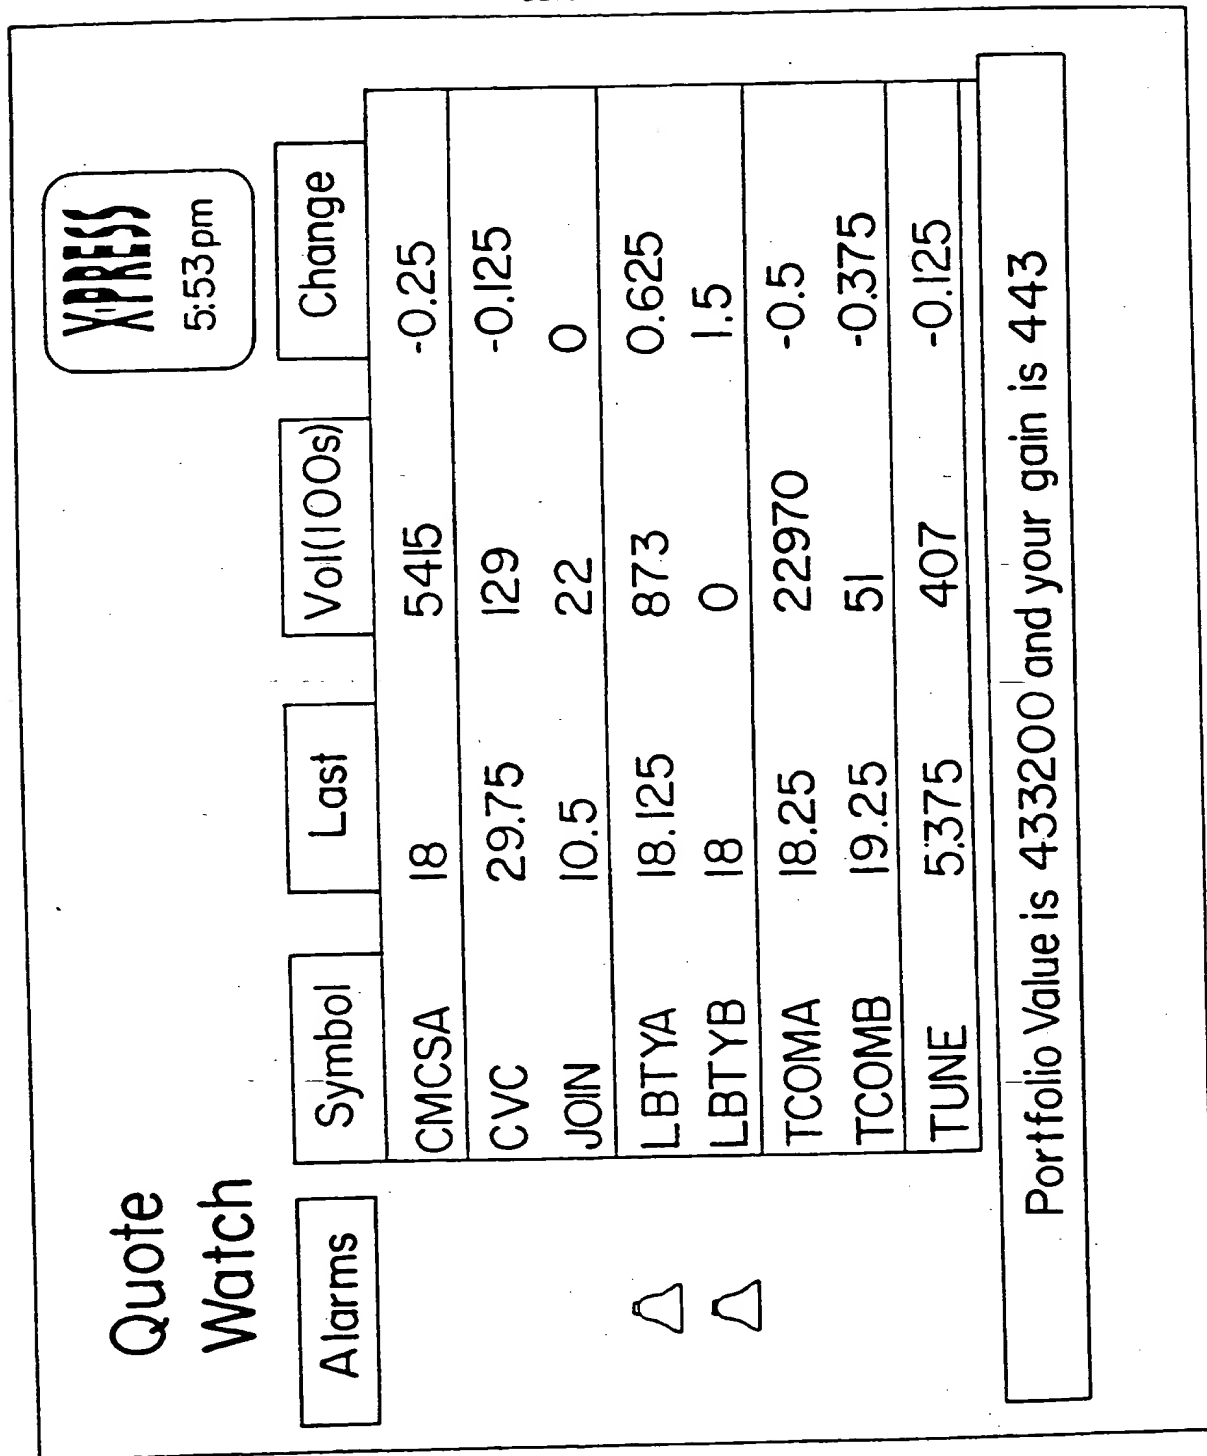 Quote
Watch
X·PRESS
5:53pm
Alarms Symbol Last Vol(100s) Change
CMCSA 18 5415 -0.25
CVC 29.75 129 -0.125
JOIN 10.5 22 0
LBTYA 18.125 873 0.625
LBTYB 18 0 1.5
TCOMA 18.25 22970 -0.5
TCOMB 19.25 51 -0.375
TUNE 5.375 407 -0.125
Portfolio Value is 433200 and your gain is 443